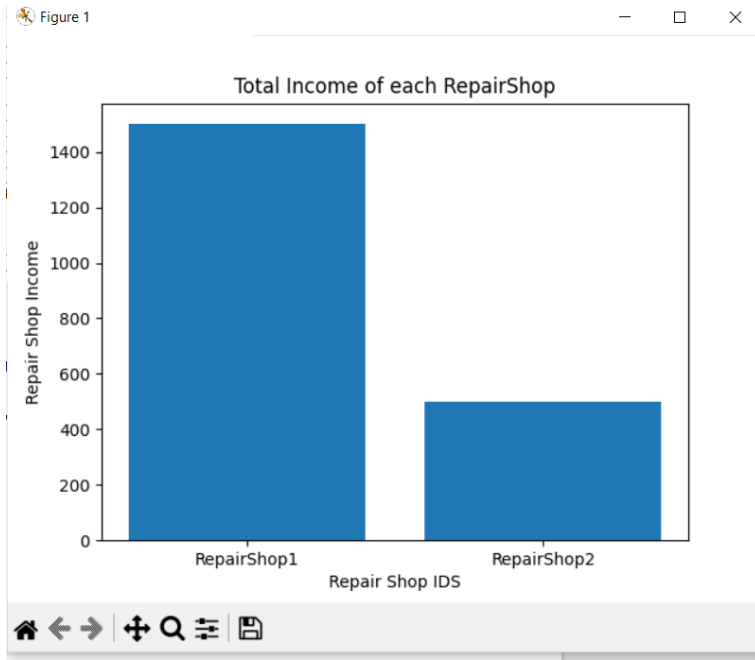 Figure 1
Total Income of each RepairShop
1400
1200
1000
800
600
400
200
0
Repair Shop Income
RepairShop1 RepairShop2
Repair Shop IDS